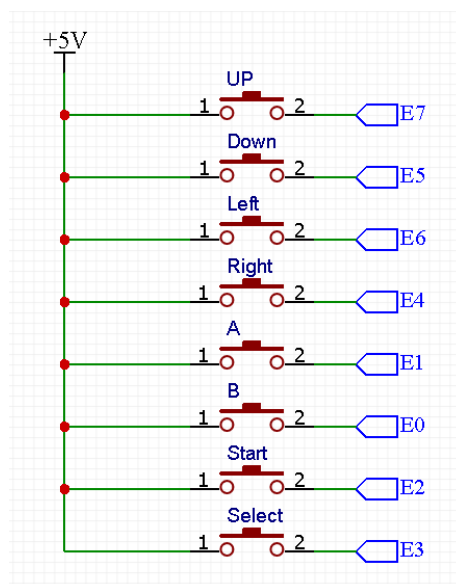 +5V
UP
1 2 E7
Down
1 2 E5
Left
1 2 E6
Right
1 2 E4
A
1 2 E1
B
1 2 E0
Start
1 2 E2
Select
1 2 E3